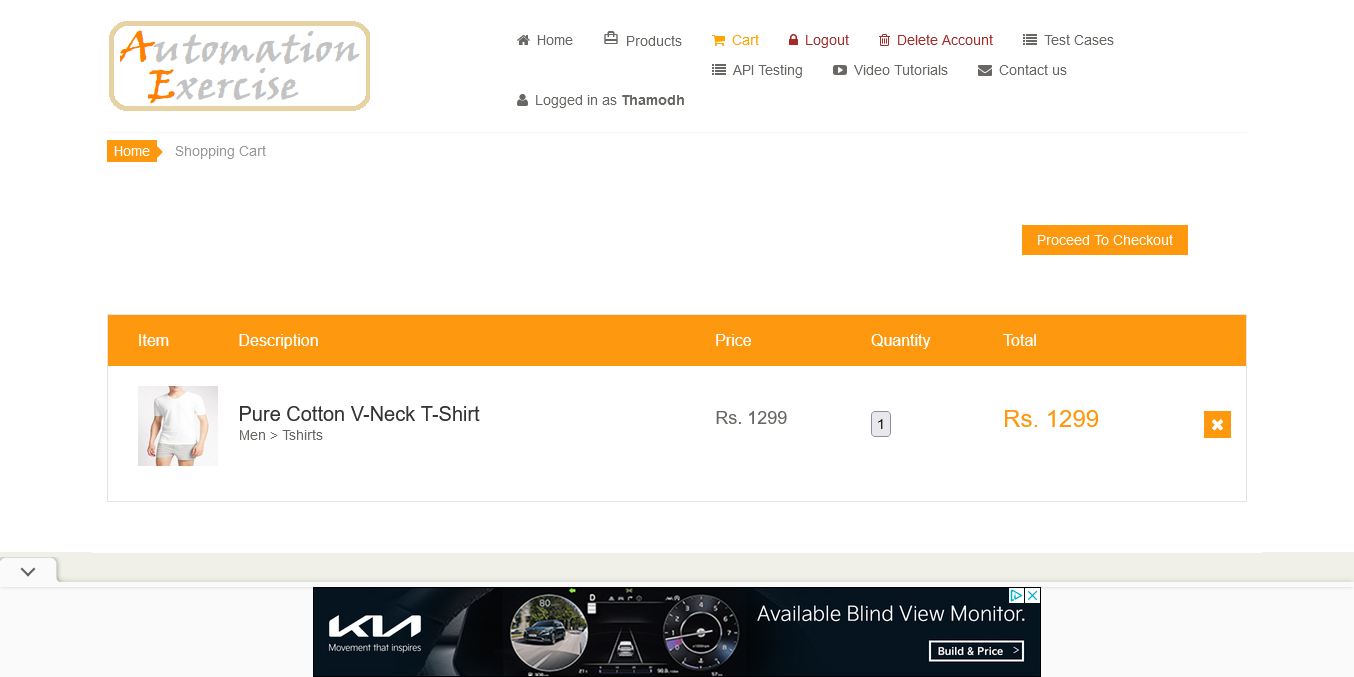 Automation
Exercise
Home
Products
Cart
Logout
Delete Account
Test Cases
API Testing
Video Tutorials
Contact us
Logged in as Thamodh
Home
Shopping Cart
Proceed To Checkout
Item Description Price Quantity Total
Pure Cotton V-Neck T-Shirt
Men > Tshirts
Rs. 1299
1
Rs. 1299
KIA
Movement that inspires
80
D
Available Blind View Monitor.
Build & Price >